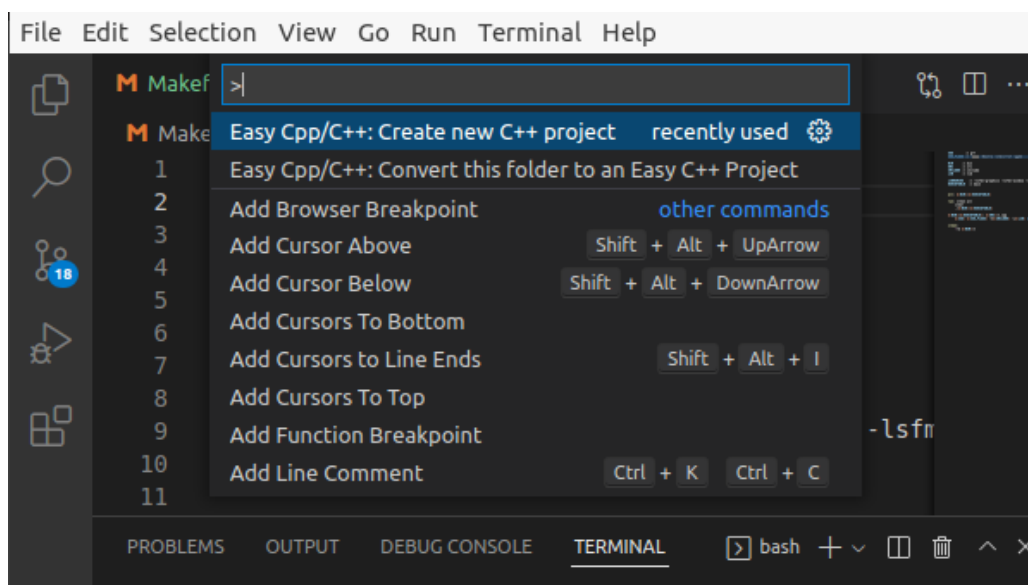 File Edit Selection View Go Run Terminal Help
M Makef
>
M Make
Easy Cpp/C++: Create new C++ project recently used
Easy Cpp/C++: Convert this folder to an Easy C++ Project
Add Browser Breakpoint other commands
Add Cursor Above Shift + Alt + UpArrow
Add Cursor Below Shift + Alt + DownArrow
Add Cursors To Bottom
Add Cursors to Line Ends Shift + Alt + I
Add Cursors To Top
Add Function Breakpoint
Add Line Comment Ctrl + K Ctrl + C
1
2
3
4
5
6
7
8
9 -lsfm
10
11
18
PROBLEMS OUTPUT DEBUG CONSOLE TERMINAL bash